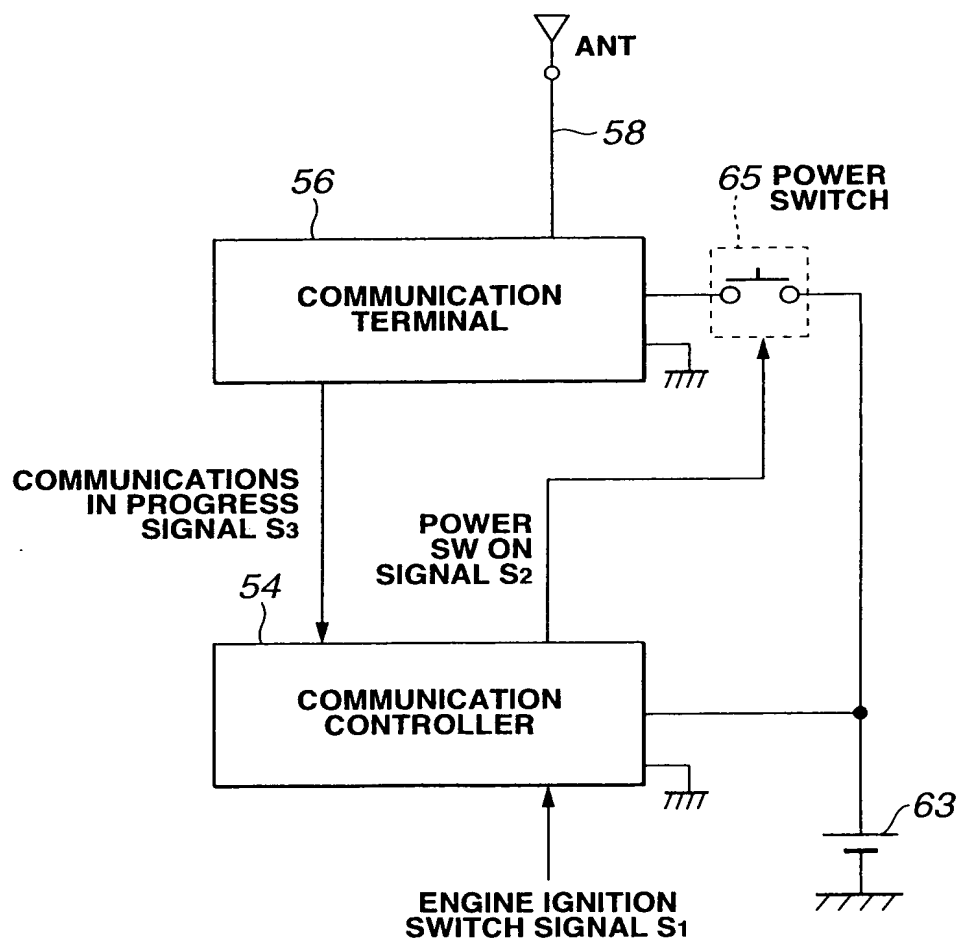 ANT
58
56
65 POWER
SWITCH
COMMUNICATION
TERMINAL
COMMUNICATIONS
IN PROGRESS
SIGNAL S3
POWER
SW ON
SIGNAL S2
54
COMMUNICATION
CONTROLLER
63
ENGINE IGNITION
SWITCH SIGNAL S1